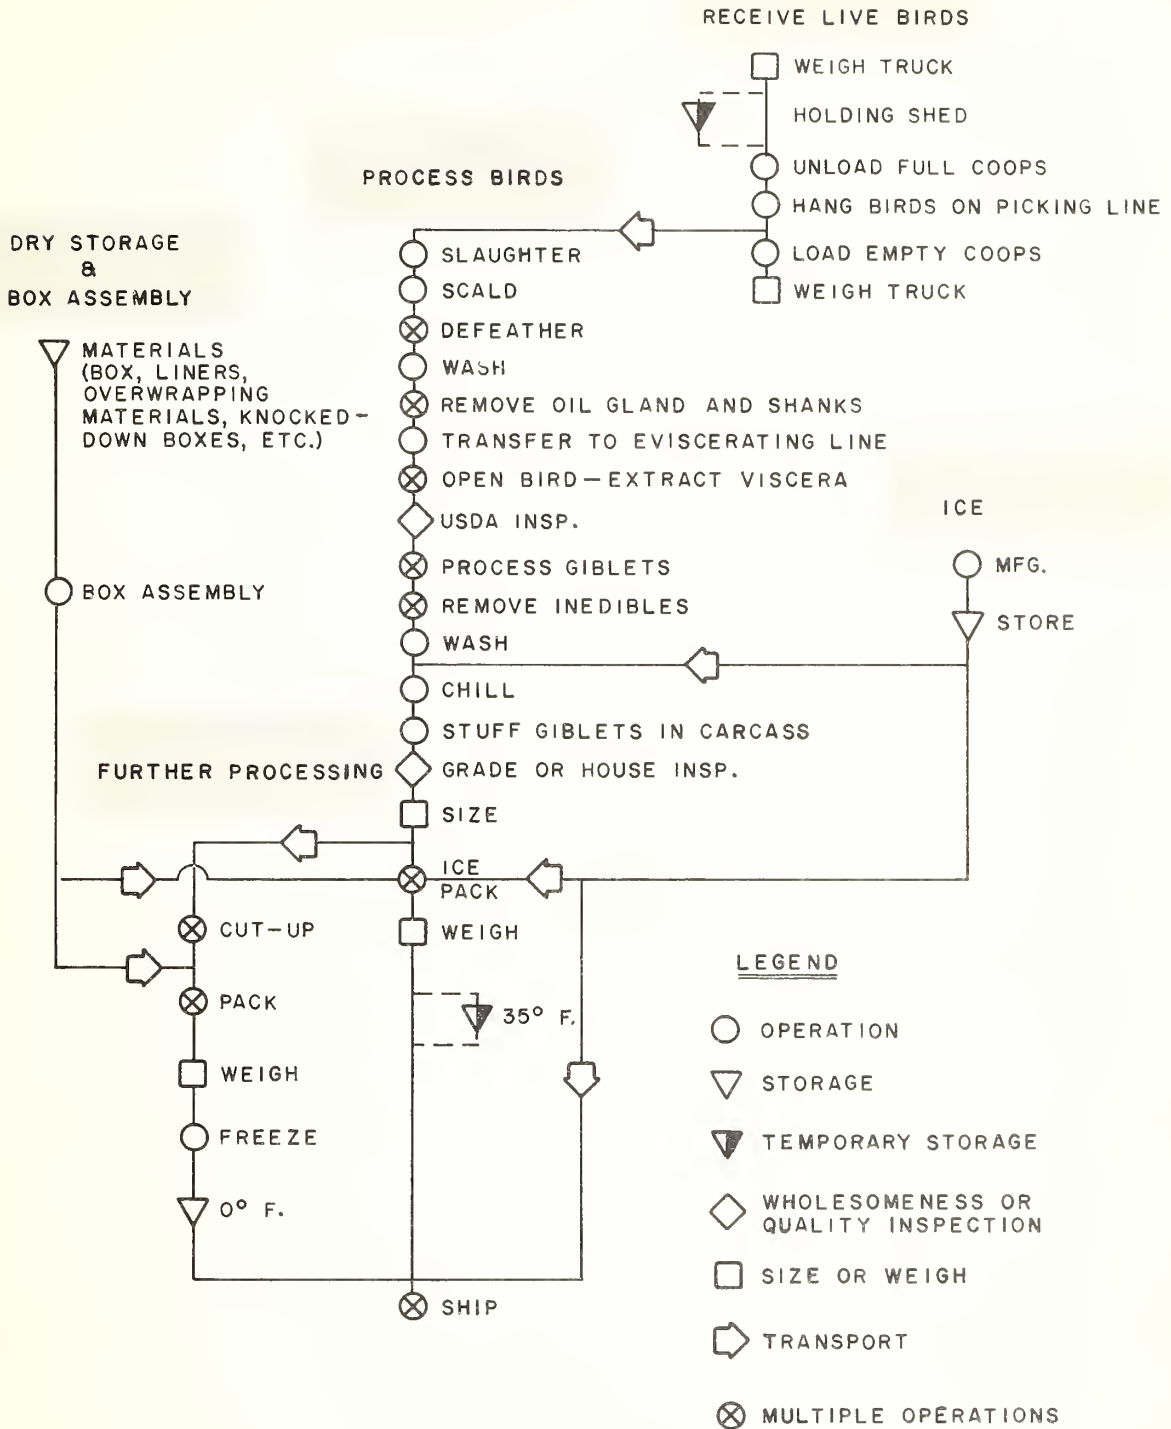 RECEIVE LIVE BIRDS
WEIGH TRUCK
HOLDING SHED
UNLOAD FULL COOPS
HANG BIRDS ON PICKING LINE
LOAD EMPTY COOPS
WEIGH TRUCK
PROCESS BIRDS
SLAUGHTER
SCALD
DEFEATHER
WASH
REMOVE OIL GLAND AND SHANKS
TRANSFER TO EVISCERATING LINE
OPEN BIRD—EXTRACT VISCERA
USDA INSP.
PROCESS GIBLETS
REMOVE INEDIBLES
WASH
CHILL
STUFF GIBLETS IN CARCASS
GRADE OR HOUSE INSP.
SIZE
ICE
PACK
WEIGH
35° F.
SHIP
DRY STORAGE
&
BOX ASSEMBLY
MATERIALS
(BOX, LINERS,
OVERWRAPPING
MATERIALS, KNOCKED-
DOWN BOXES, ETC.)
BOX ASSEMBLY
FURTHER PROCESSING
CUT-UP
PACK
WEIGH
FREEZE
0° F.
ICE
MFG.
STORE
LEGEND
OPERATION
STORAGE
TEMPORARY STORAGE
WHOLESOMENESS OR
QUALITY INSPECTION
SIZE OR WEIGH
TRANSPORT
MULTIPLE OPERATIONS